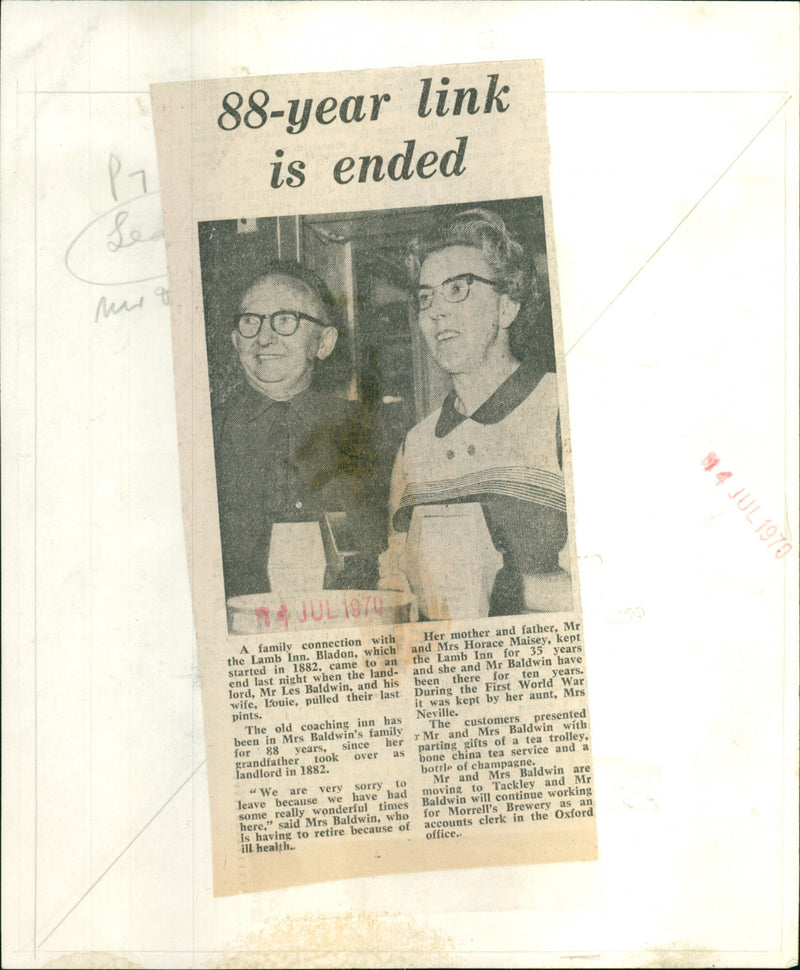 88-year link
is ended
P7
14 JUL 1970
14 JUL 1970
A family connection with
the Lamb Inn, Bladon, which
started in 1882, came to an
end last night when the land-
lord, Mr Les Baldwin, and his
wife, Louie, pulled their last
pints.
The old coaching inn has
been in Mrs Baldwin's family
for 88 years, since her
grandfather took over as
landlord in 1882.
"We are very sorry to
leave because we have had
some really wonderful times
here," said Mrs Baldwin, who
is having to retire because of
ill health.
Her mother and father, Mr
and Mrs Horace Maisey, kept
the Lamb Inn for 35 years
and she and Mr Baldwin have
been there for ten years.
During the First World War
it was kept by her aunt, Mrs
Neville.
The customers presented
Mr and Mrs Baldwin with
parting gifts of a tea trolley,
bone china tea service and a
bottle of champagne.
Mr and Mrs Baldwin are
moving to Tackley and Mr
Baldwin will continue working
for Morrell's Brewery as an
accounts clerk in the Oxford
office.